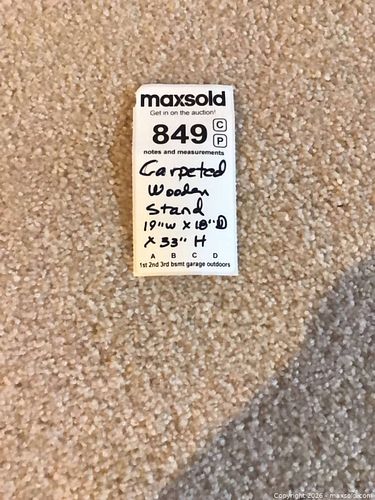 maxsold
Get in on the auction!
849 C
P
notes and measurements
Carpeted
Wooden
Stand
19"W X 18"D
X 33" H
A B C D
1st 2nd 3rd bsmt garage outdoors
Copyright 2026 - maxsold.com